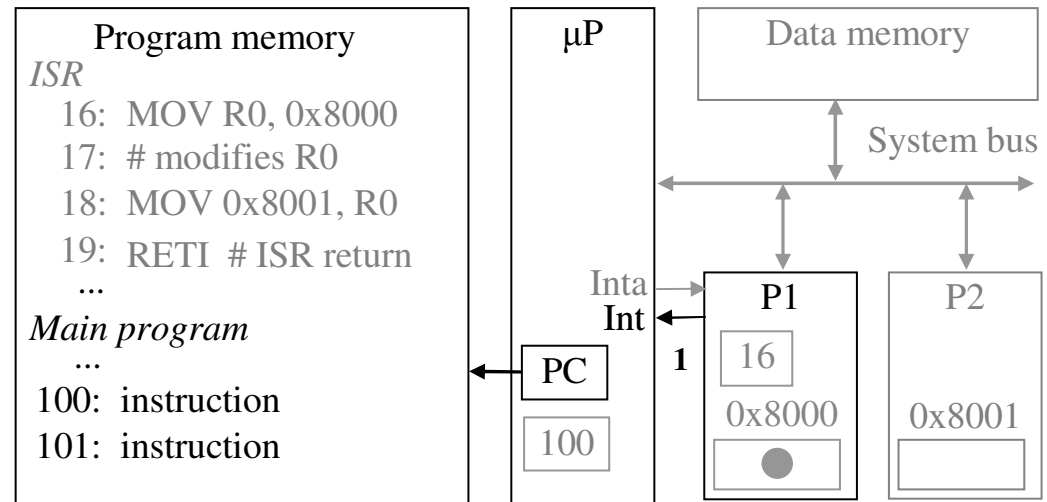 Program memory
ISR
16: MOV R0, 0x8000
17: # modifies R0
18: MOV 0x8001, R0
19: RETI # ISR return
...
Main program
...
100: instruction
101: instruction
μP
Inta
Int
PC
100
Data memory
System bus
1
P1
16
0x8000
P2
0x8001